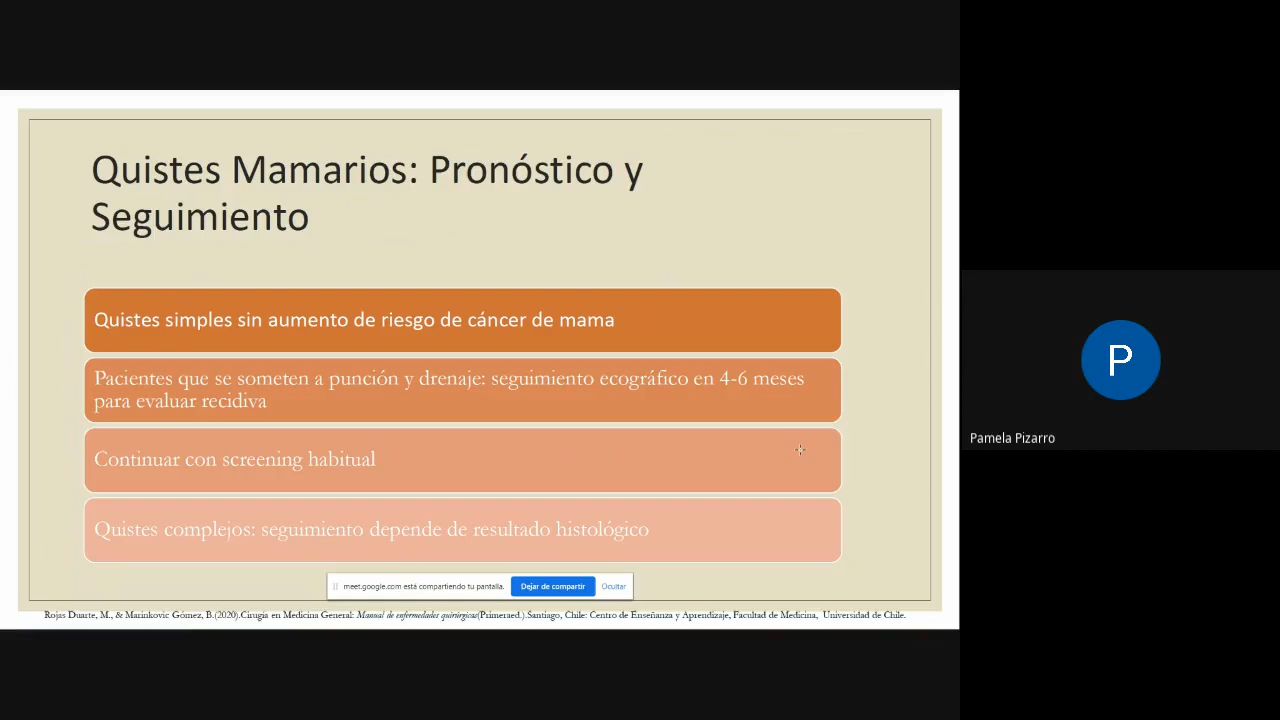 Quistes Mamarios: Pronóstico y
Seguimiento
Quistes simples sin aumento de riesgo de cáncer de mama
Pacientes que se someten a punción y drenaje: seguimiento ecográfico en 4-6 meses
para evaluar recidiva
Continuar con screening habitual
Quistes complejos: seguimiento depende de resultado histológico
meet.google.com está compartiendo tu pantalla. Dejar de compartir Ocultar
Rojas Duarte, M., & Marinkovic Gómez, B.(2020).Cirugía en Medicina General: Manual de enfermedades quirúrgicas(Primeraed.).Santiago, Chile: Centro de Enseñanza y Aprendizaje, Facultad de Medicina, Universidad de Chile.
P
Pamela Pizarro